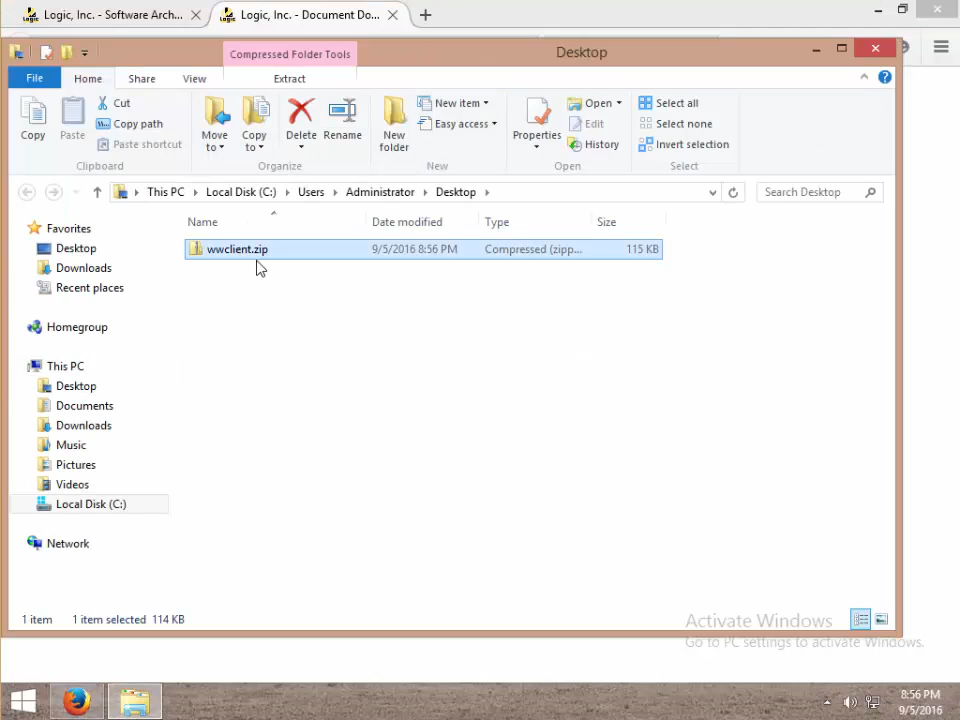 Logic, Inc. - Software Arch...
Logic, Inc. - Document Do...
Compressed Folder Tools
Desktop
File
Home
Share
View
Extract
Copy
Paste
Cut
Copy path
Paste shortcut
Clipboard
Move to
Copy to
Delete
Rename
Organize
New folder
New item
Easy access
New
Properties
Open
Edit
History
Open
Select all
Select none
Invert selection
Select
This PC
Local Disk (C:)
Users
Administrator
Desktop
Search Desktop
Name
Date modified
Type
Size
wwclient.zip
9/5/2016 8:56 PM
Compressed (zipp...
115 KB
Favorites
Desktop
Downloads
Recent places
Homegroup
This PC
Desktop
Documents
Downloads
Music
Pictures
Videos
Local Disk (C:)
Network
1 item
1 item selected 114 KB
Activate Windows
Go to PC settings to activate Windows.
8:56 PM
9/5/2016